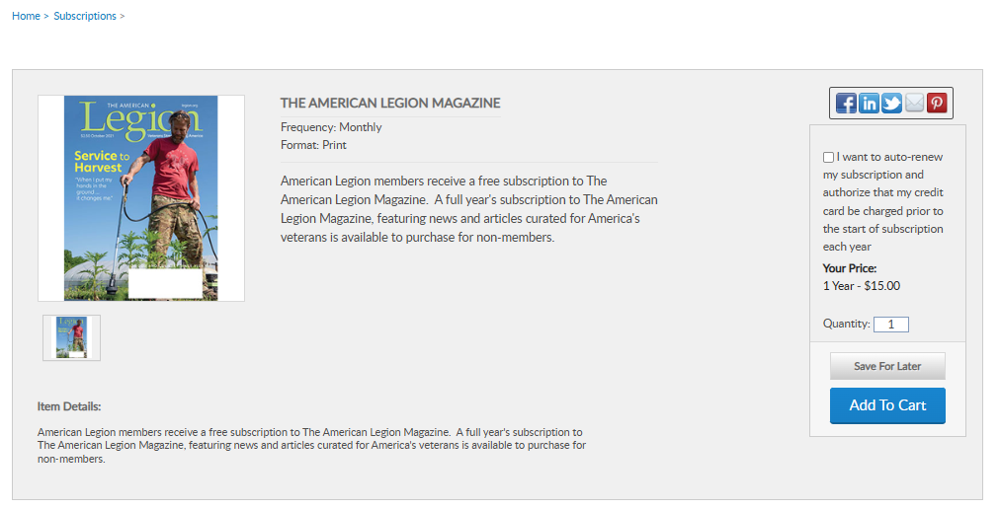 Home > Subscriptions >
THE AMERICAN
Legion
Service to
Harvest
"When I put my
hands in the
ground...
it changes me"
THE AMERICAN LEGION MAGAZINE
Frequency: Monthly
Format: Print
American Legion members receive a free subscription to The
American Legion Magazine.  A full year's subscription to The American
Legion Magazine, featuring news and articles curated for America's
veterans is available to purchase for non-members.
I want to auto-renew
my subscription and
authorize that my credit
card be charged prior to
the start of subscription
each year
Your Price:
1 Year - $15.00
Quantity: 1
Save For Later
Add To Cart
Item Details:
American Legion members receive a free subscription to The American Legion Magazine.  A full year's subscription to
The American Legion Magazine, featuring news and articles curated for America's veterans is available to purchase for
non-members.